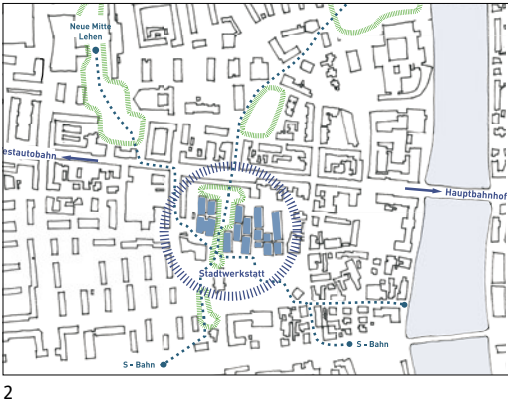 Neue Mitte
Lehen
estautobahn
Hauptbahnhof
Stadtwerkstatt
S - Bahn
S - Bahn
2